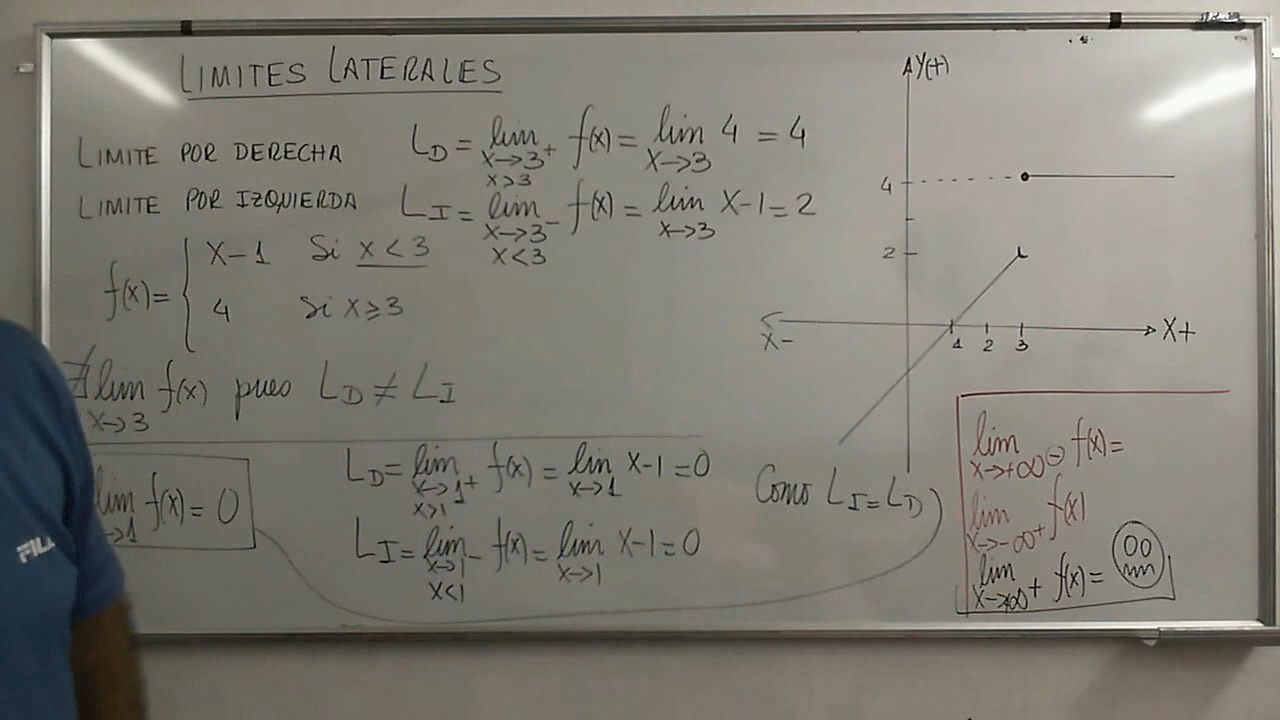 LIMITES LATERALES
LIMITE POR DERECHA L_D = lim_{x→3⁺, x>3} f(x) = lim_{x→3} 4 = 4
LIMITE POR IZQUIERDA L_I = lim_{x→3⁻, x<3} f(x) = lim_{x→3} x-1 = 2
f(x) = { x-1 Si x < 3
4 Si x ≥ 3
∄ lim_{x→3} f(x) pues L_D ≠ L_I
lim_{→1} f(x) = 0
L_D = lim_{x→1⁺, x>1} f(x) = lim_{x→1} x-1 = 0
L_I = lim_{x→1⁻, x<1} f(x) = lim_{x→1} x-1 = 0
Como L_I = L_D
Y(+)
4
2
X-
1 2 3
X+
lim_{x→+∞⊖} f(x) =
lim_{x→-∞⁺} f(x)
lim_{x→∞⁺} f(x) =
FILA